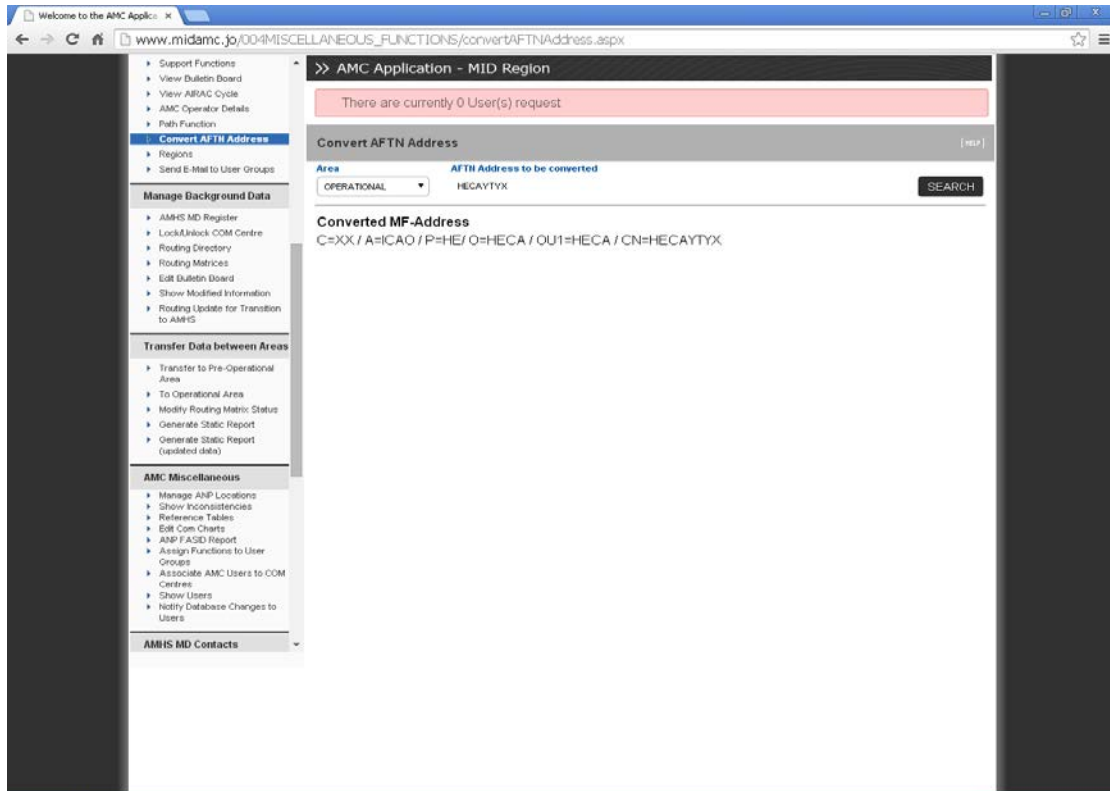 Welcome to the AMC Applica
www.midamc.jo/004MISCELLANEOUS_FUNCTIONS/convertAFTNAddress.aspx
Support Functions
View Bulletin Board
View AIRAC Cycle
AMC Operator Details
Path Function
Convert AFTN Address
Regions
Send E-Mail to User Groups
Manage Background Data
AMHS MD Register
Lock/Unlock COM Centre
Routing Directory
Routing Matrices
Edit Bulletin Board
Show Modified Information
Routing Update for Transition
to AMHS
Transfer Data between Areas
Transfer to Pre-Operational
Area
To Operational Area
Modify Routing Matrix Status
Generate Static Report
Generate Static Report
(updated data)
AMC Miscellaneous
Manage ANP Locations
Show Inconsistencies
Reference Tables
Edit Com Charts
ANP FASID Report
Assign Functions to User
Groups
Associate AMC Users to COM
Centres
Show Users
Notify Database Changes to
Users
AMHS MD Contacts
>> AMC Application - MID Region
There are currently 0 User(s) request
Convert AFTN Address [HELP]
Area AFTN Address to be converted
OPERATIONAL HECAYTYX SEARCH
Converted MF-Address
C=XX / A=ICAO / P=HE/ O=HECA / OU1=HECA / CN=HECAYTYX